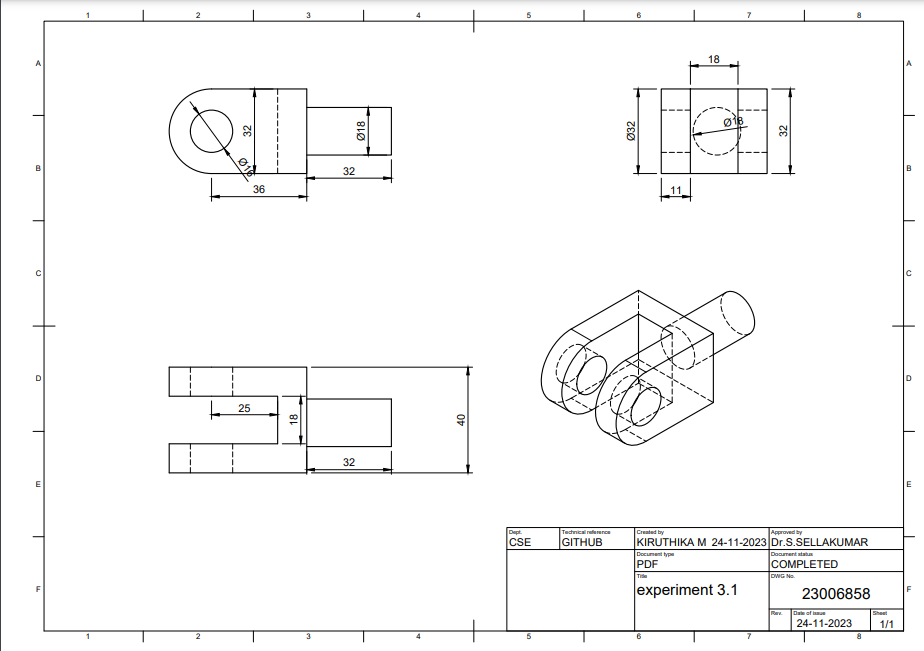 1 2 3 4 5 6 7 8
A A
18
32
Ø16
Ø18
32
36
Ø32
Ø18
32
11
B B
C C
D D
25
18
40
32
E E
Dept. Technical reference Created by Approved by
CSE GITHUB KIRUTHIKA M 24-11-2023 Dr.S.SELLAKUMAR
Document type Document status
PDF COMPLETED
Title DWG No.
experiment 3.1 23006858
F F
Rev. Date of issue Sheet
24-11-2023 1/1
1 2 3 4 5 6 7 8